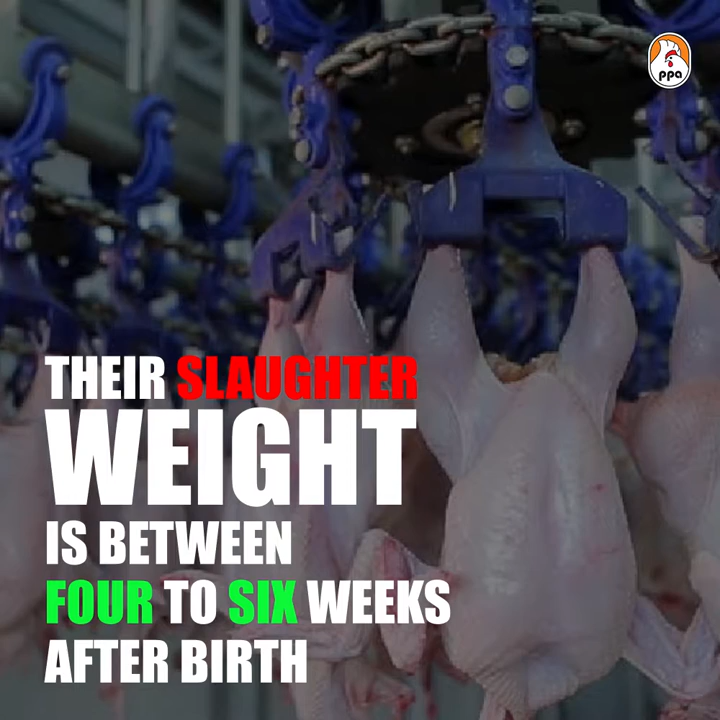 ppa
THEIR SLAUGHTER
WEIGHT
IS BETWEEN
FOUR TO SIX WEEKS
AFTER BIRTH